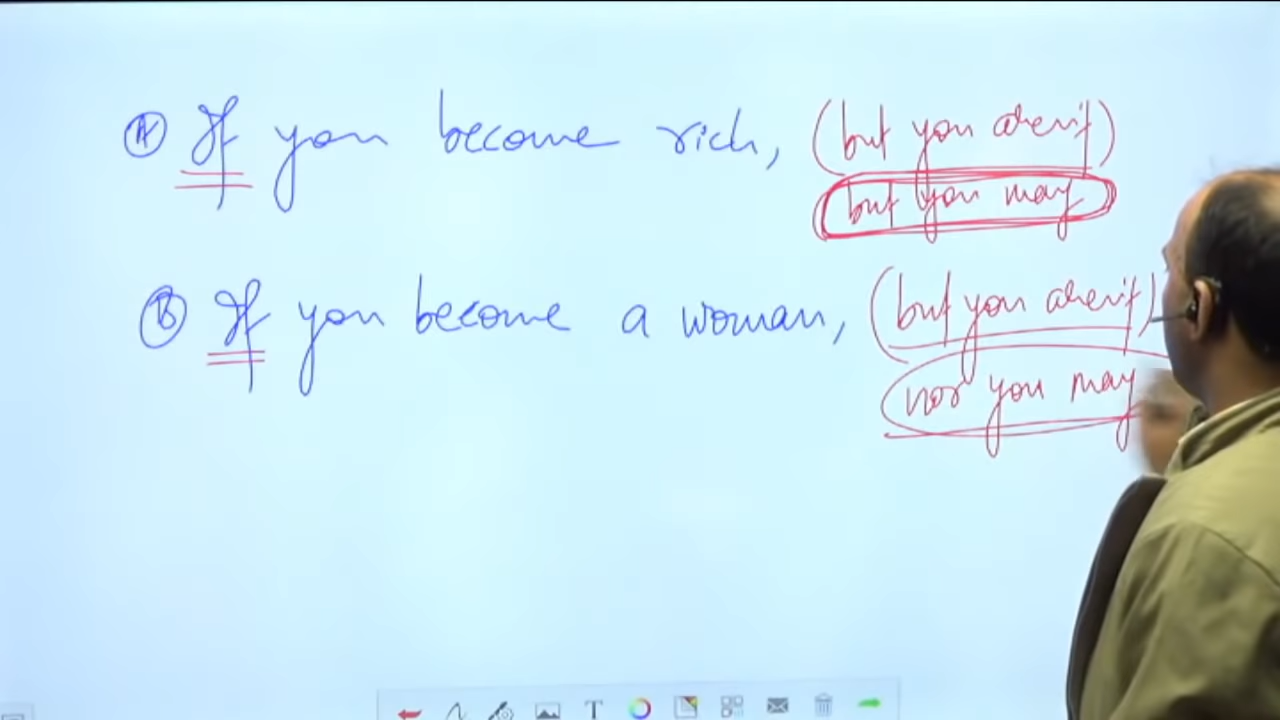 (A) If you become rich, (but you aren't)
but you may
(B) If you become a woman, (but you aren't)
nor you may
T